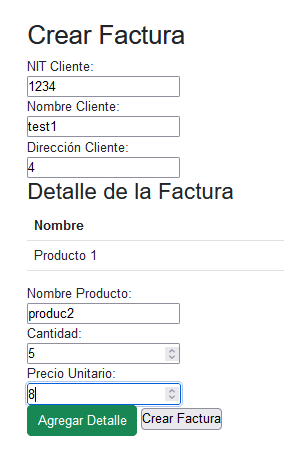 Crear Factura
NIT Cliente:
1234
Nombre Cliente:
test1
Dirección Cliente:
4
Detalle de la Factura
Nombre
Producto 1
Nombre Producto:
produc2
Cantidad:
5
Precio Unitario:
8
Agregar Detalle Crear Factura